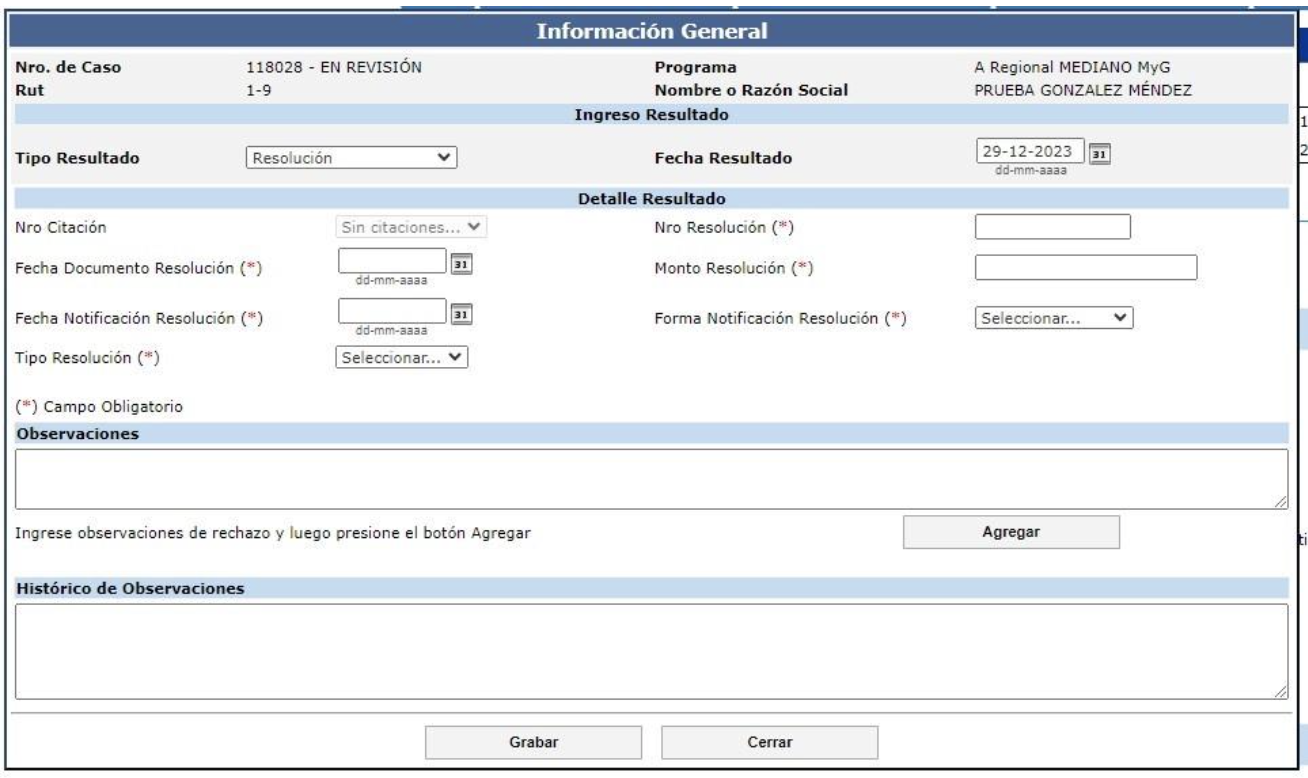 Información General
Nro. de Caso 118028 - EN REVISIÓN Programa A Regional MEDIANO MyG
Rut 1-9 Nombre o Razón Social PRUEBA GONZALEZ MÉNDEZ
Ingreso Resultado
Tipo Resultado Resolución Fecha Resultado 29-12-2023 31
dd-mm-aaaa
Detalle Resultado
Nro Citación Sin citaciones... Nro Resolución (*)
Fecha Documento Resolución (*) 31 Monto Resolución (*)
dd-mm-aaaa
Fecha Notificación Resolución (*) 31 Forma Notificación Resolución (*) Seleccionar...
dd-mm-aaaa
Tipo Resolución (*) Seleccionar...
(*) Campo Obligatorio
Observaciones
Ingrese observaciones de rechazo y luego presione el botón Agregar Agregar
Histórico de Observaciones
Grabar Cerrar